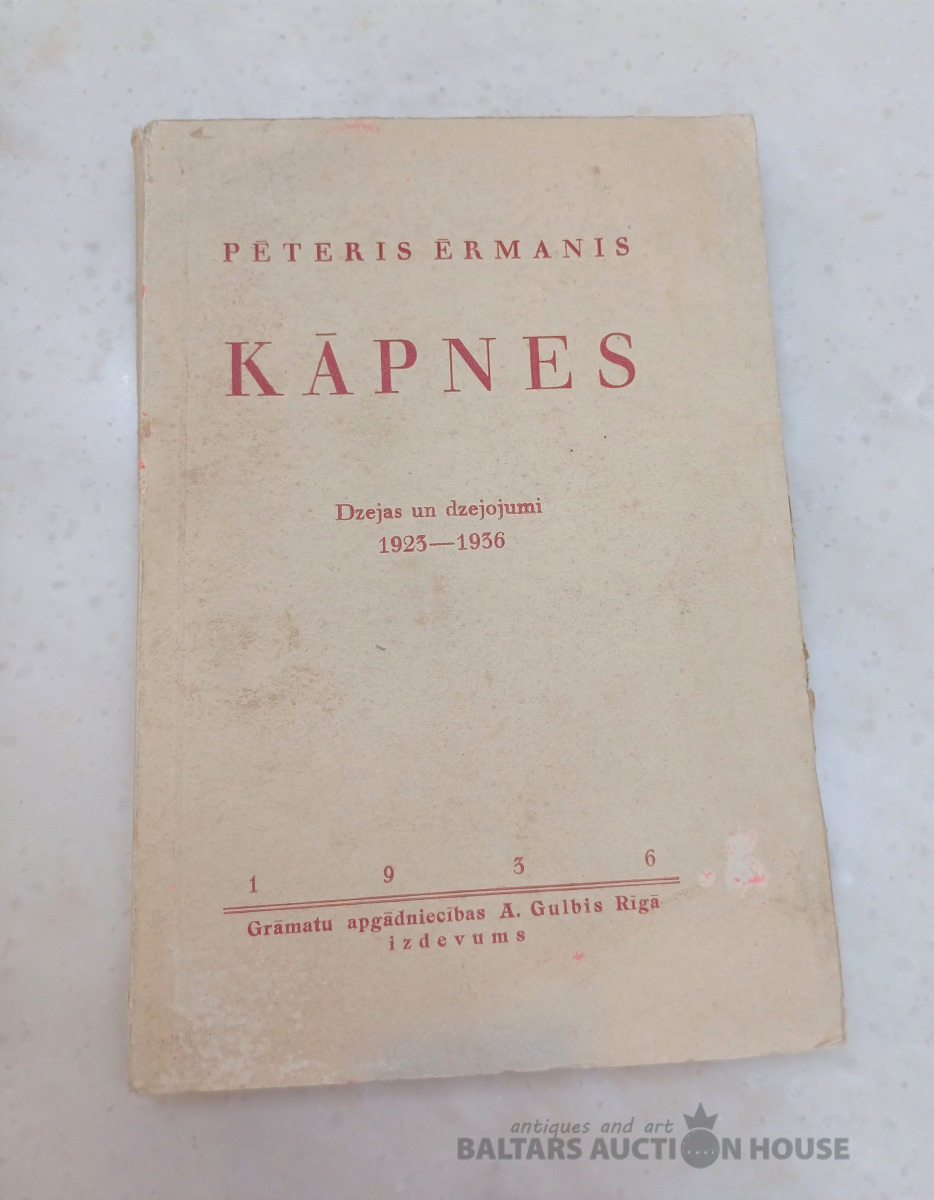 PĒTERIS ĒRMANIS
KĀPNES
Dzejas un dzejojumi
1923—1936
1 9 3 6
Grāmatu apgādniecības A. Gulbis Rīgā
izdevums
antiques and art
BALTARS AUCTION HOUSE